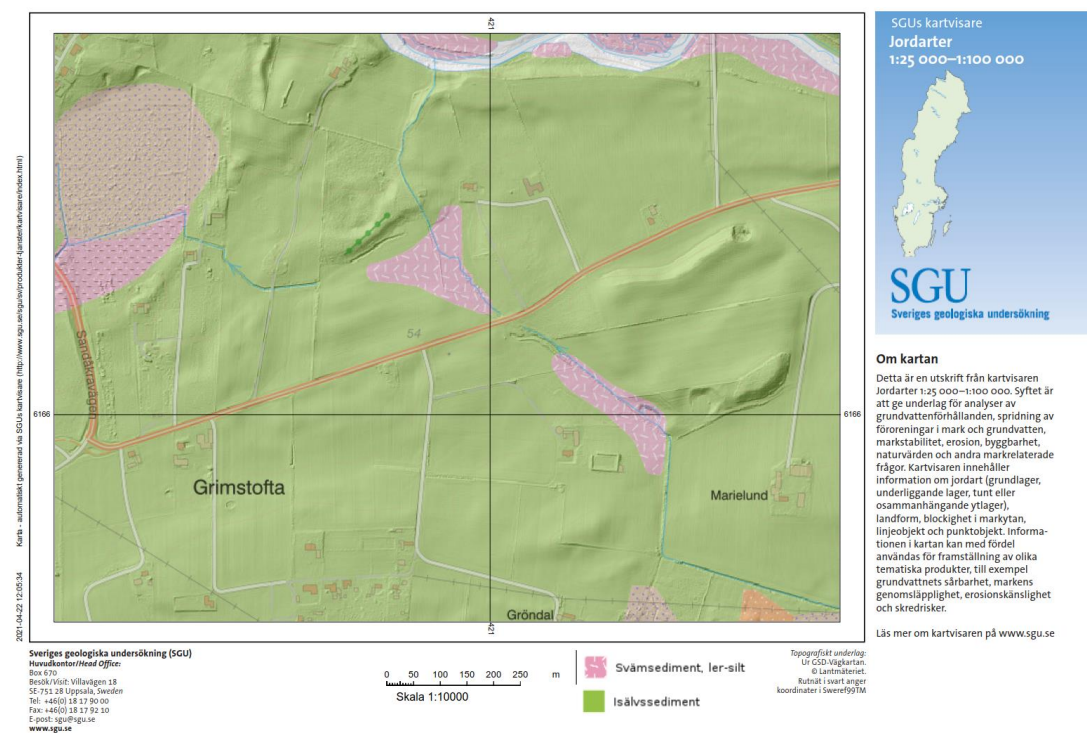 421
SGUs kartvisare
Jordarter
1:25 000–1:100 000
SGU
Sveriges geologiska undersökning
Om kartan
Detta är en utskrift från kartvisaren
Jordarter 1:25 000–1:100 000. Syftet är
att ge underlag för analyser av
grundvattenförhållanden, spridning av
föroreningar i mark och grundvatten,
markstabilitet, erosion, byggbarhet,
naturvärden och andra markrelaterade
frågor. Kartvisaren innehåller
information om jordart (grundlager,
underliggande lager, tunt eller
osammanhängande ytlager),
landform, blockighet i markytan,
linjeobjekt och punktobjekt. Informa-
tionen i kartan kan med fördel
användas för framställning av olika
tematiska produkter, till exempel
grundvattnets sårbarhet, markens
genomsläpplighet, erosionskänslighet
och skredrisker.
Läs mer om kartvisaren på www.sgu.se
2021-04-22 12:05:34 Karta - automatiskt genererad via SGUs kartvisare (http://www.sgu.se/sgu/sv/produkter-tjanster/kartvisare/index.html)
54
Sandåkravägen
6166
6166
Grimstofta
Marielund
Gröndal
421
Sveriges geologiska undersökning (SGU)
Huvudkontor/Head Office:
Box 670
Besök/Visit: Villavägen 18
SE-751 28 Uppsala, Sweden
Tel: +46(0) 18 17 90 00
Fax: +46(0) 18 17 92 10
E-post: sgu@sgu.se
www.sgu.se
0 50 100 150 200 250 m
Skala 1:10000
Svämsediment, ler-silt
Isälvssediment
Topografiskt underlag:
Ur GSD-Vägkartan.
© Lantmäteriet.
Rutnät i svart anger
koordinater i Sweref99TM